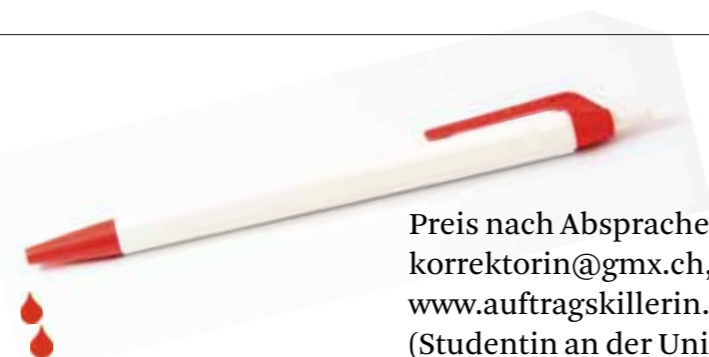 Preis nach Absprache
korrektorin@gmx.ch,
www.auftragskillerin.
(Studentin an der Uni